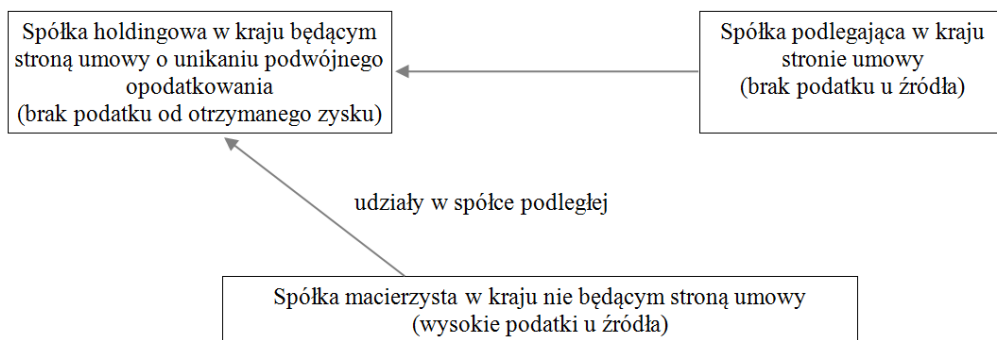 Spółka holdingowa w kraju będącym
stroną umowy o unikaniu podwójnego
opodatkowania
(brak podatku od otrzymanego zysku)
Spółka podlegająca w kraju
stronie umowy
(brak podatku u źródła)
udziały w spółce podległej
Spółka macierzysta w kraju nie będącym stroną umowy
(wysokie podatki u źródła)